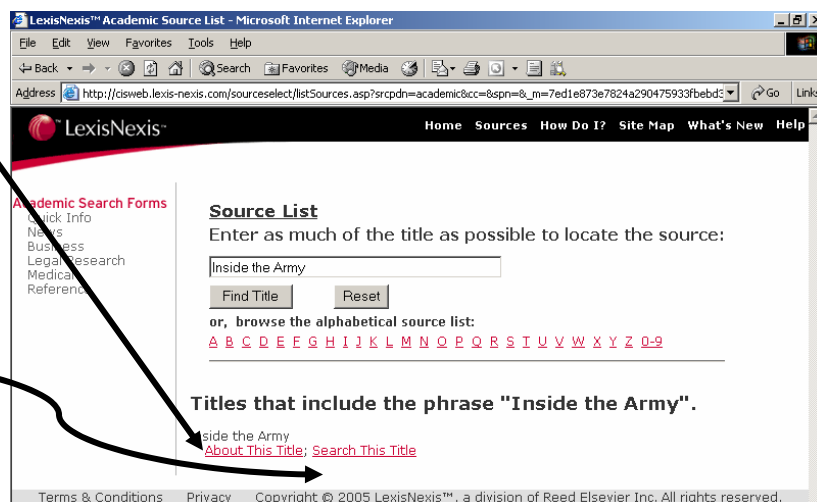 LexisNexis™ Academic Source List - Microsoft Internet Explorer
File Edit View Favorites Tools Help
Back Search Favorites Media
Address http://cisweb.lexis-nexis.com/sourceselect/listSources.asp?srcpdn=academic&cc=&spn=&_m=7ed1e873e7824a290475933fbebd3 Go Links
LexisNexis™ Home Sources How Do I? Site Map What's New Help
Academic Search Forms
Quick Info
News
Business
Legal Research
Medical
Reference
Source List
Enter as much of the title as possible to locate the source:
Inside the Army
Find Title Reset
or, browse the alphabetical source list:
A B C D E F G H I J K L M N O P Q R S T U V W X Y Z 0-9
Titles that include the phrase "Inside the Army".
Inside the Army
About This Title; Search This Title
Terms & Conditions Privacy Copyright © 2005 LexisNexis™, a division of Reed Elsevier Inc. All rights reserved.